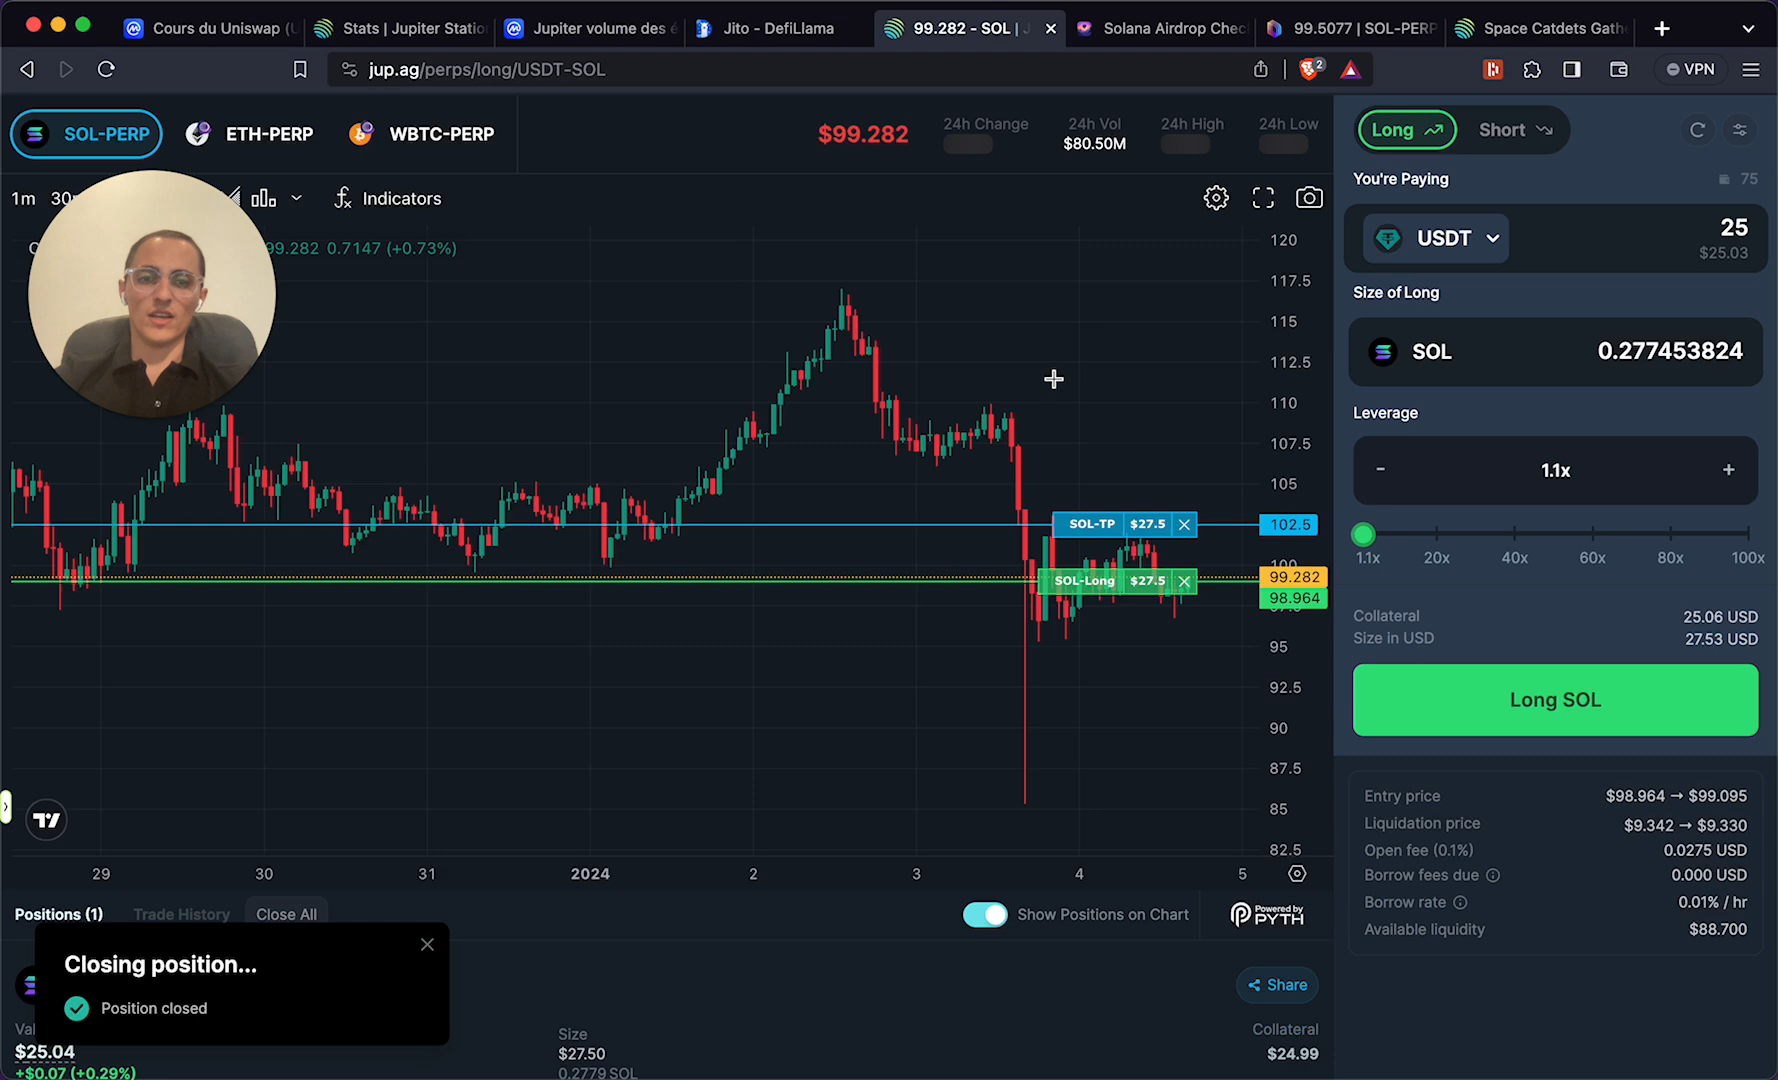 Cours du Uniswap (U
Stats | Jupiter Station
Jupiter volume des é
Jito - DefiLlama
99.282 - SOL | J
Solana Airdrop Chec
99.5077 | SOL-PERP
Space Catdets Gathe
jup.ag/perps/long/USDT-SOL
2
VPN
SOL-PERP
ETH-PERP
WBTC-PERP
$99.282
24h Change
24h Vol
$80.50M
24h High
24h Low
1m
Indicators
99.282 0.7147 (+0.73%)
120
117.5
115
112.5
110
107.5
105
102.5
100
99.282
98.964
95
92.5
90
87.5
85
82.5
SOL-TP $27.5
SOL-Long $27.5
29 30 31 2024 2 3 4 5
Positions (1)
Trade History
Close All
Show Positions on Chart
Powered by
PYTH
Closing position...
Position closed
Share
$25.04
+$0.07 (+0.29%)
Size
$27.50
0.2779 SOL
Collateral
$24.99
Long
Short
You're Paying
75
USDT
25
$25.03
Size of Long
SOL
0.277453824
Leverage
- 1.1x +
1.1x 20x 40x 60x 80x 100x
Collateral 25.06 USD
Size in USD 27.53 USD
Long SOL
Entry price $98.964 → $99.095
Liquidation price $9.342 → $9.330
Open fee (0.1%) 0.0275 USD
Borrow fees due 0.000 USD
Borrow rate 0.01% / hr
Available liquidity $88.700